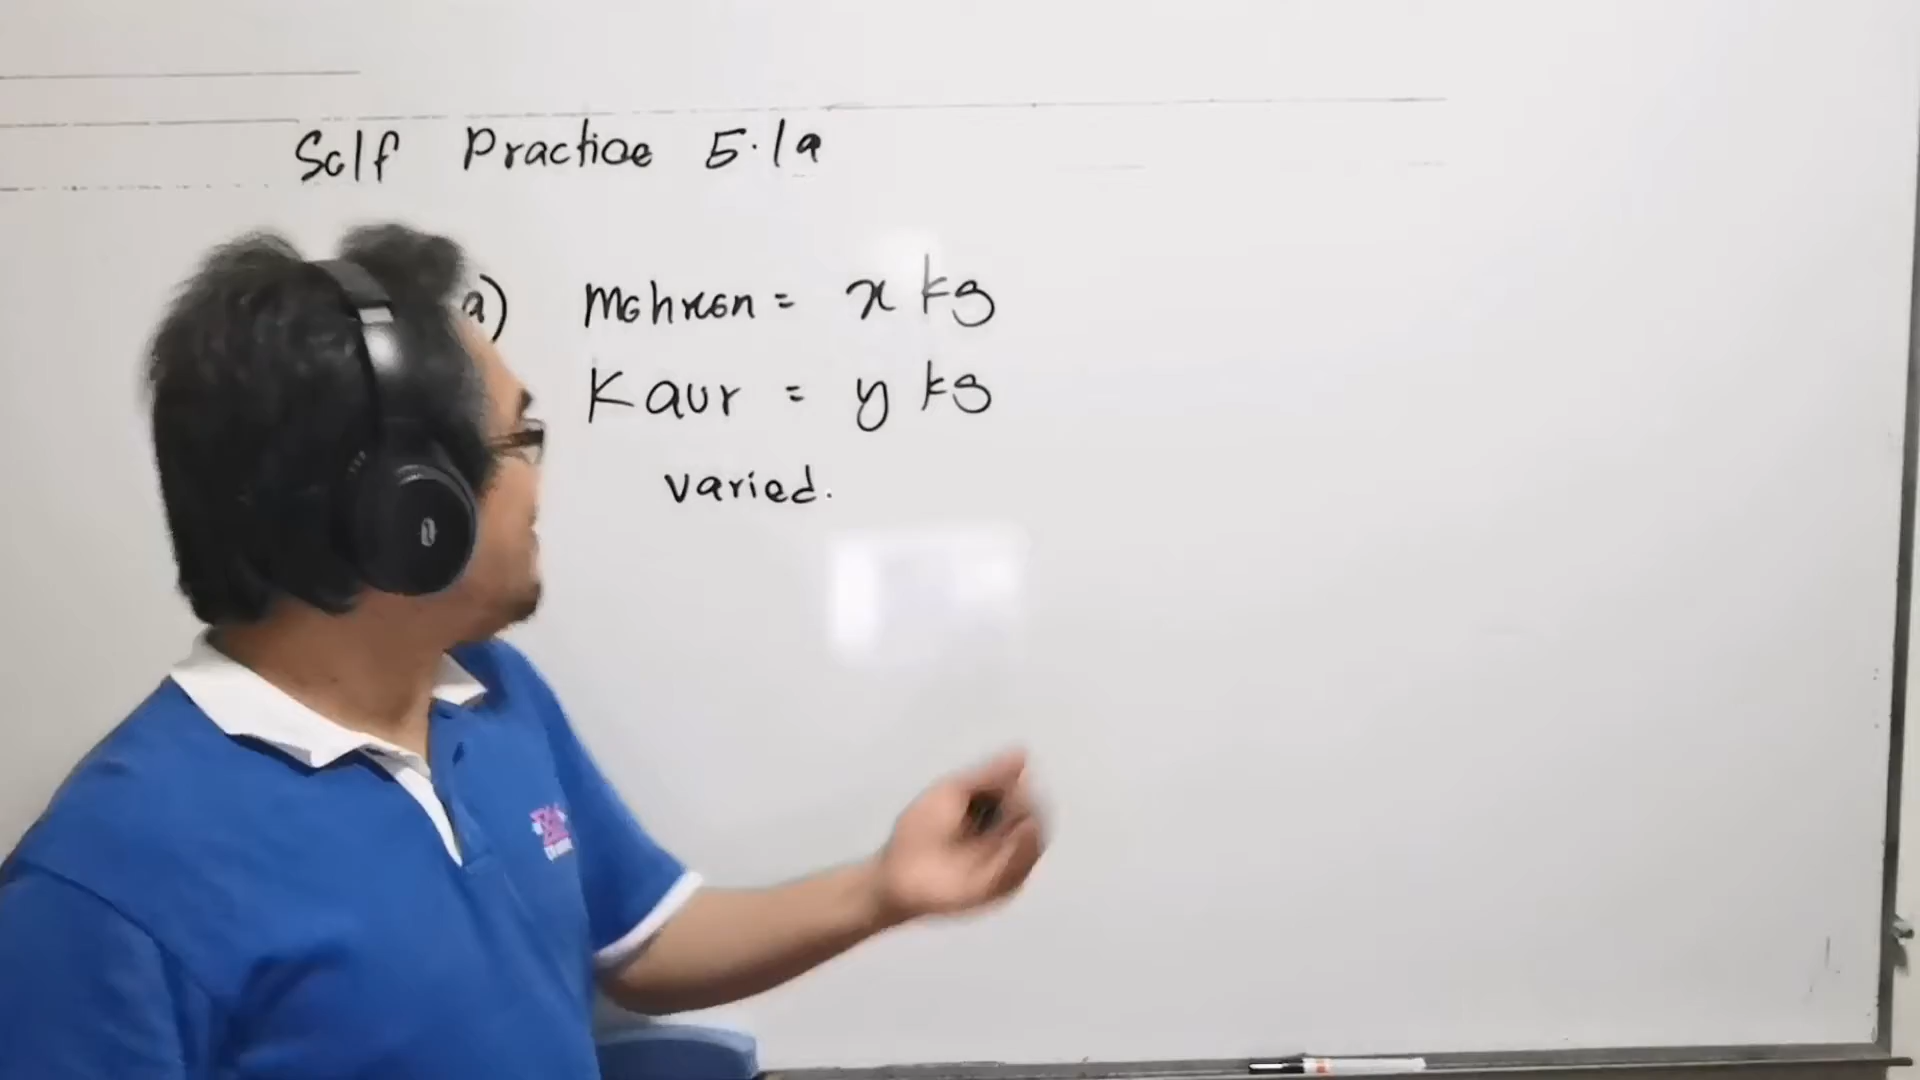 Self Practice 5.1a
a) Mohren = x kg
Kaur = y kg
varied.